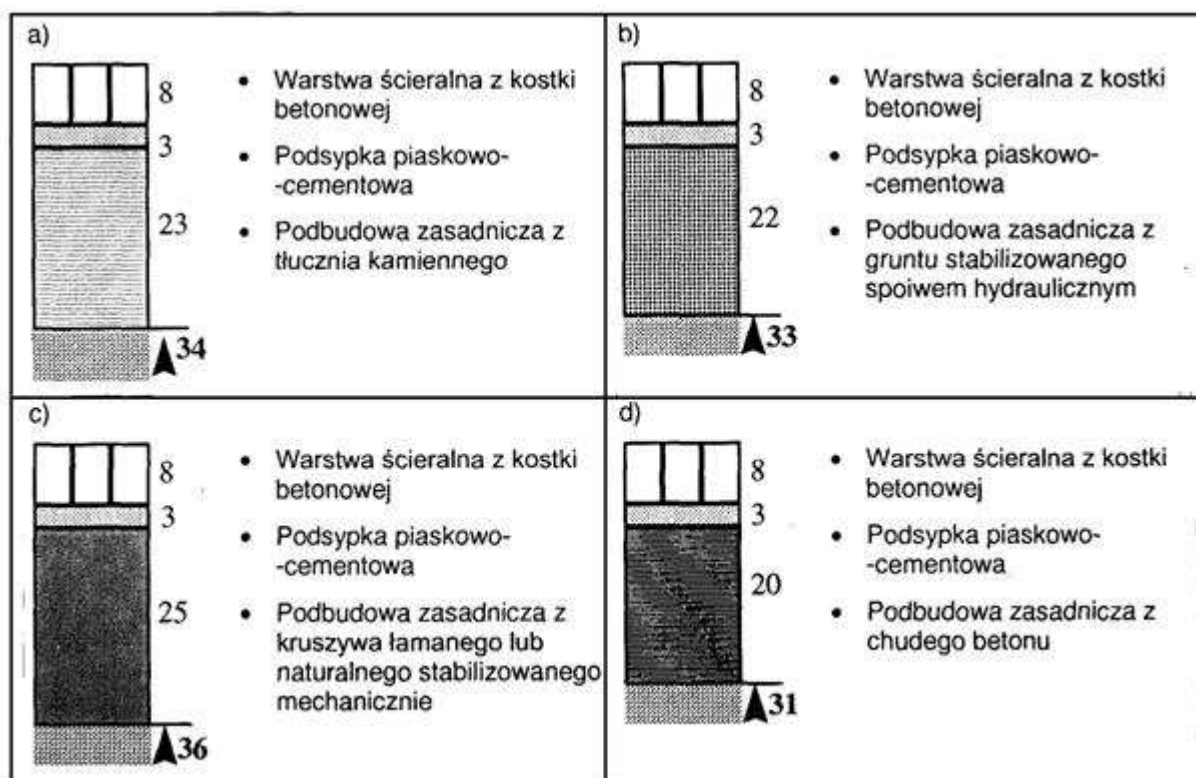 a)
8
3
23
34
• Warstwa ścieralna z kostki
betonowej
• Podsypka piaskowo-
-cementowa
• Podbudowa zasadnicza z
tłucznia kamiennego
b)
8
3
22
33
• Warstwa ścieralna z kostki
betonowej
• Podsypka piaskowo-
-cementowa
• Podbudowa zasadnicza z
gruntu stabilizowanego
spoiwem hydraulicznym
c)
8
3
25
36
• Warstwa ścieralna z kostki
betonowej
• Podsypka piaskowo-
-cementowa
• Podbudowa zasadnicza z
kruszywa łamanego lub
naturalnego stabilizowanego
mechanicznie
d)
8
3
20
31
• Warstwa ścieralna z kostki
betonowej
• Podsypka piaskowo-
-cementowa
• Podbudowa zasadnicza z
chudego betonu